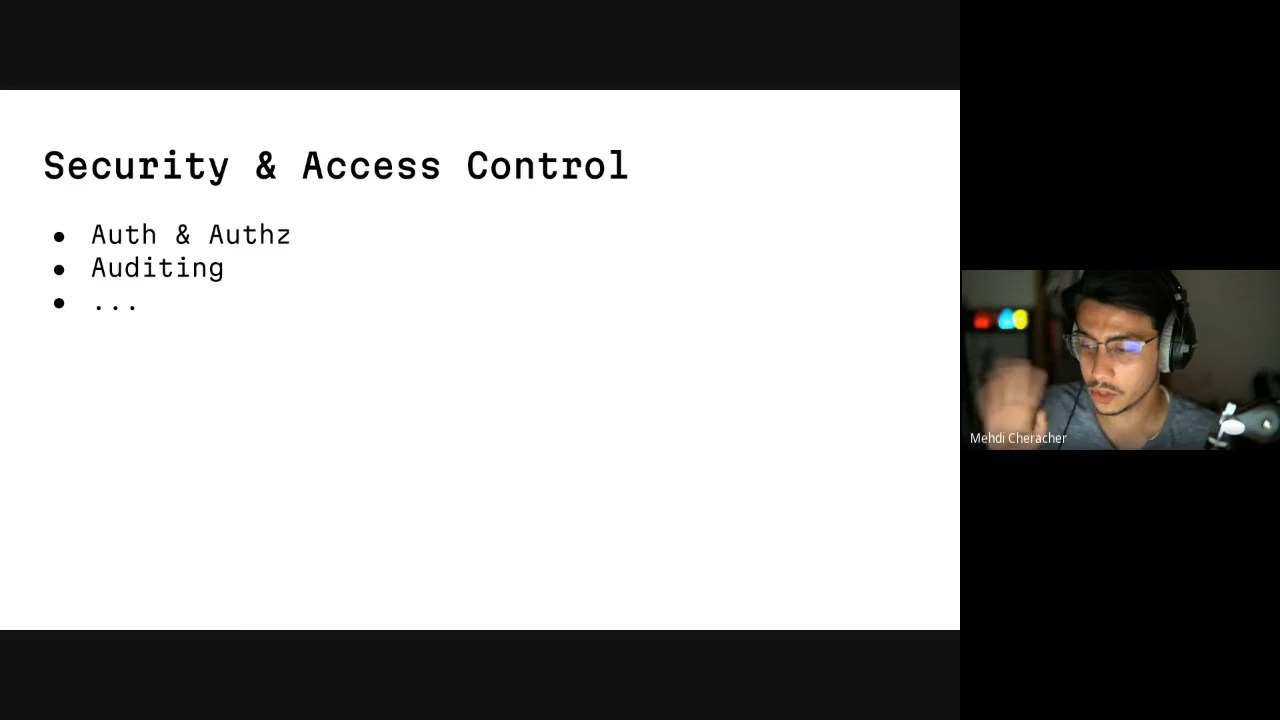 Security & Access Control
● Auth & Authz
● Auditing
● ...
Mehdi Cheracher